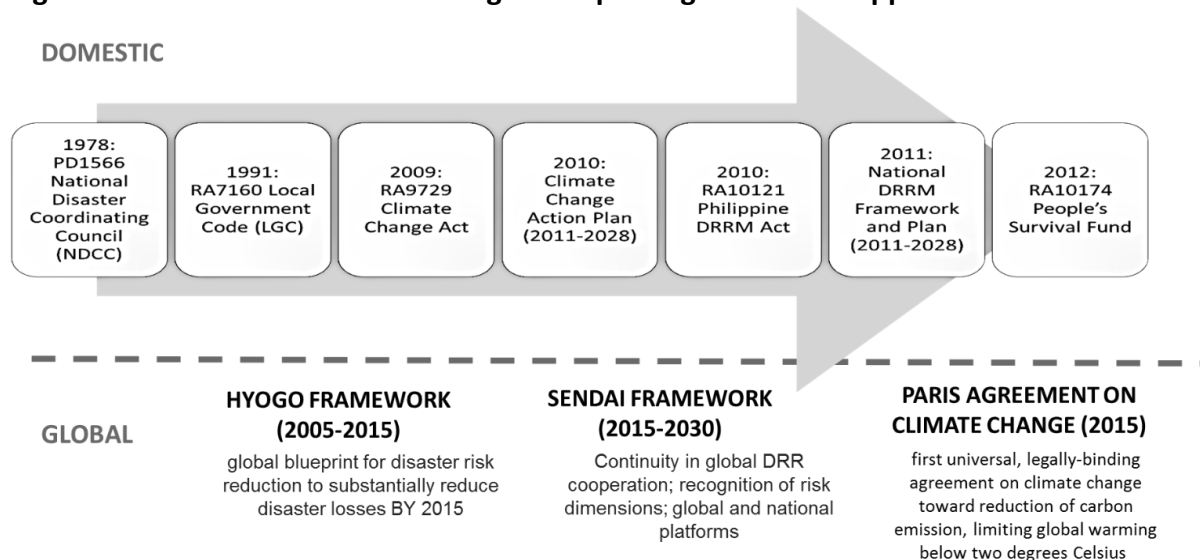 DOMESTIC
1978:
PD1566
National
Disaster
Coordinating
Council
(NDCC)
1991:
RA7160 Local
Government
Code (LGC)
2009:
RA9729
Climate
Change Act
2010:
Climate
Change
Action Plan
(2011-2028)
2010:
RA10121
Philippine
DRRM Act
2011:
National
DRRM
Framework
and Plan
(2011-2028)
2012:
RA10174
People's
Survival Fund
GLOBAL
HYOGO FRAMEWORK
(2005-2015)
global blueprint for disaster risk
reduction to substantially reduce
disaster losses BY 2015
SENDAI FRAMEWORK
(2015-2030)
Continuity in global DRR
cooperation; recognition of risk
dimensions; global and national
platforms
PARIS AGREEMENT ON
CLIMATE CHANGE (2015)
first universal, legally-binding
agreement on climate change
toward reduction of carbon
emission, limiting global warming
below two degrees Celsius